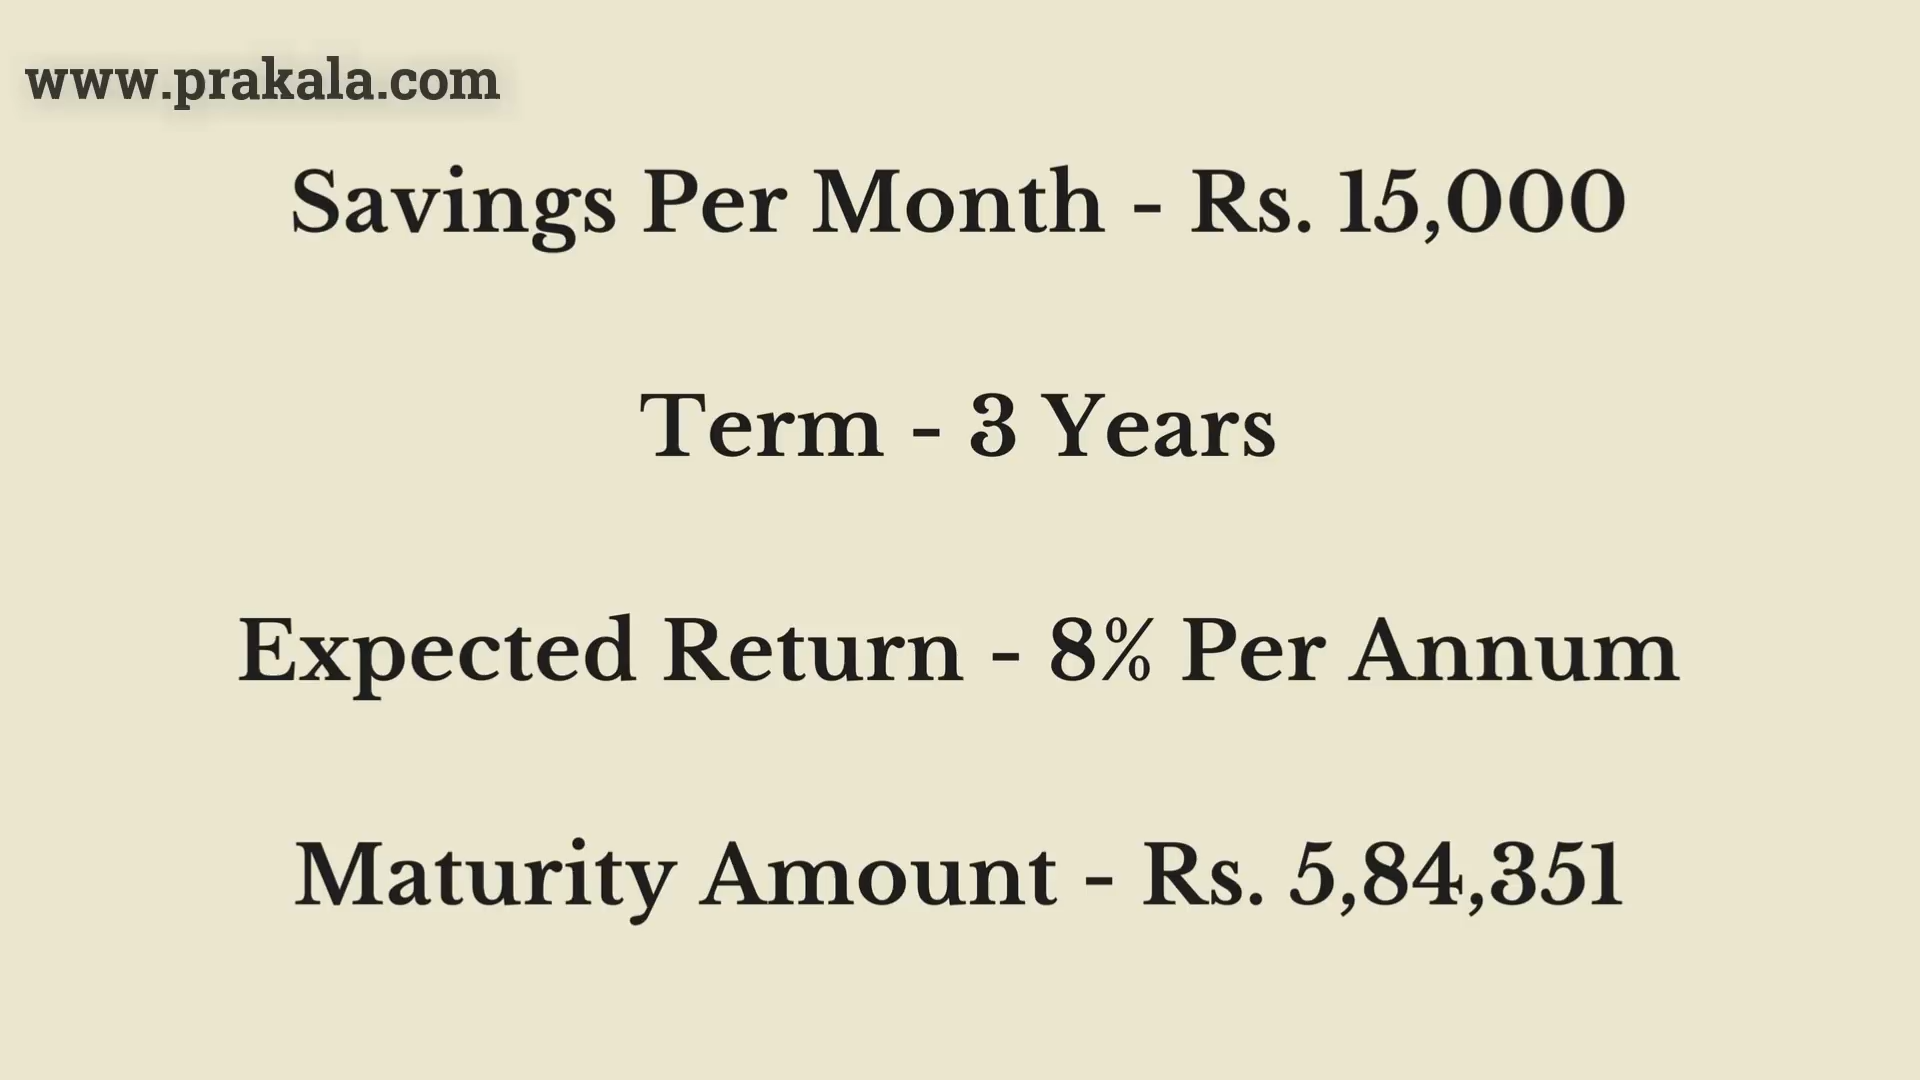 www.prakala.com
Savings Per Month - Rs. 15,000
Term - 3 Years
Expected Return - 8% Per Annum
Maturity Amount - Rs. 5,84,351